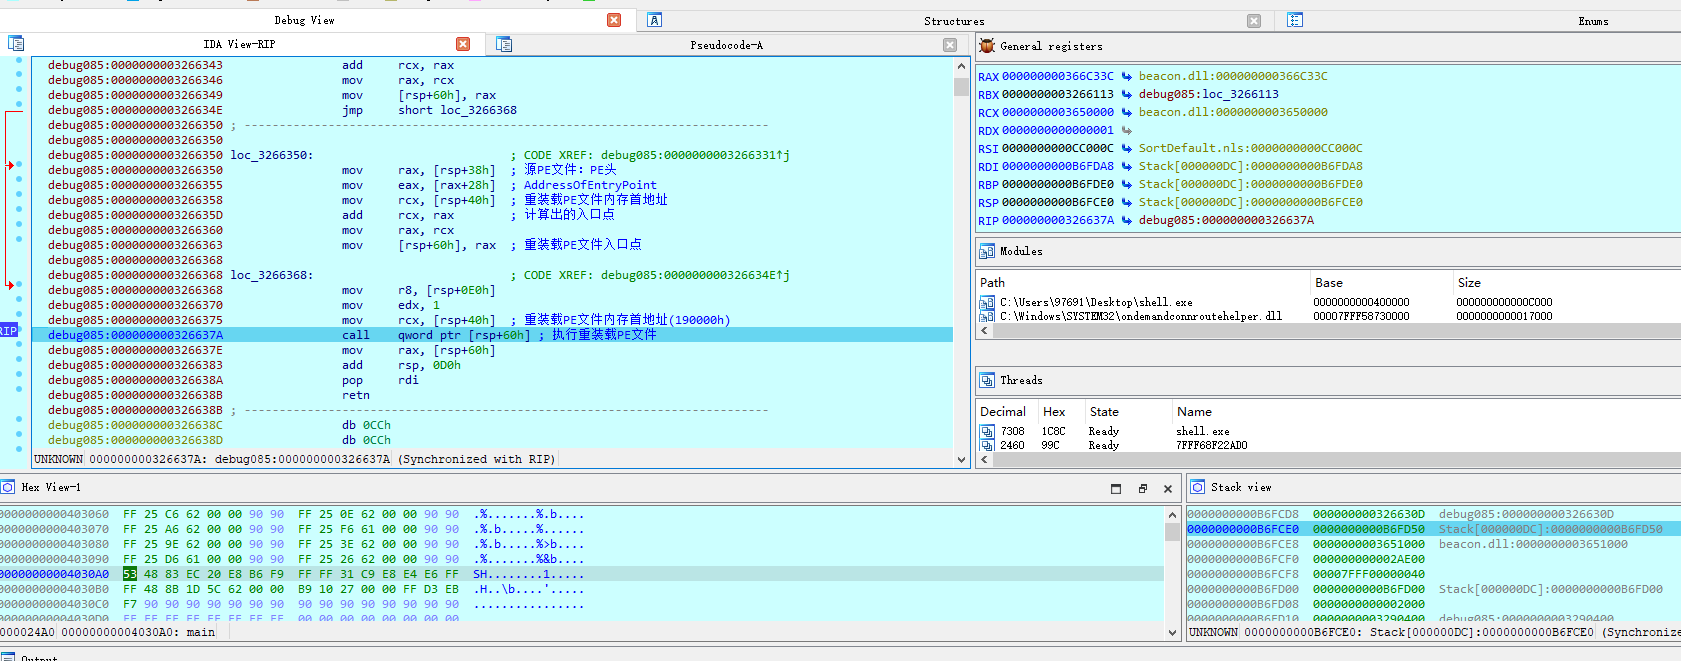 Debug View
Structures
Enums
IDA View-RIP
Pseudocode-A
debug085:0000000003266343 add rcx, rax
debug085:0000000003266346 mov rax, rcx
debug085:0000000003266349 mov [rsp+60h], rax
debug085:000000000326634E jmp short loc_3266368
debug085:0000000003266350 ; ---------------------------------------------------------------------------
debug085:0000000003266350
debug085:0000000003266350 loc_3266350: ; CODE XREF: debug085:0000000003266331↑j
debug085:0000000003266350 mov rax, [rsp+38h] ; 源PE文件: PE头
debug085:0000000003266355 mov eax, [rax+28h] ; AddressOfEntryPoint
debug085:0000000003266358 mov rcx, [rsp+40h] ; 重装载PE文件内存首地址
debug085:000000000326635D add rcx, rax ; 计算出的入口点
debug085:0000000003266360 mov rax, rcx
debug085:0000000003266363 mov [rsp+60h], rax ; 重装载PE文件入口点
debug085:0000000003266368
debug085:0000000003266368 loc_3266368: ; CODE XREF: debug085:000000000326634E↑j
debug085:0000000003266368 mov r8, [rsp+0E0h]
debug085:0000000003266370 mov edx, 1
debug085:0000000003266375 mov rcx, [rsp+40h] ; 重装载PE文件内存首地址(190000h)
RIP
debug085:000000000326637A call qword ptr [rsp+60h] ; 执行重装载PE文件
debug085:000000000326637E mov rax, [rsp+60h]
debug085:0000000003266383 add rsp, 0D0h
debug085:000000000326638A pop rdi
debug085:000000000326638B retn
debug085:000000000326638B ; ---------------------------------------------------------------------------
debug085:000000000326638C db 0CCh
debug085:000000000326638D db 0CCh
UNKNOWN 000000000326637A: debug085:000000000326637A (Synchronized with RIP)
General registers
RAX 000000000366C33C beacon.dll:000000000366C33C
RBX 0000000003266113 debug085:loc_3266113
RCX 0000000003650000 beacon.dll:0000000003650000
RDX 0000000000000001
RSI 0000000000CC000C SortDefault.nls:0000000000CC000C
RDI 0000000000B6FDA8 Stack[000000DC]:0000000000B6FDA8
RBP 0000000000B6FDE0 Stack[000000DC]:0000000000B6FDE0
RSP 0000000000B6FCE0 Stack[000000DC]:0000000000B6FCE0
RIP 000000000326637A debug085:000000000326637A
Modules
Path Base Size
C:\Users\97691\Desktop\shell.exe 0000000000400000 000000000000C000
C:\Windows\SYSTEM32\ondemandconnroutehelper.dll 00007FFF58730000 0000000000017000
Threads
Decimal Hex State Name
7308 1C8C Ready shell.exe
2460 99C Ready 7FFF68F22AD0
Hex View-1
0000000000403060 FF 25 C6 62 00 00 90 90 FF 25 0E 62 00 00 90 90 .%.......%.b....
0000000000403070 FF 25 A6 62 00 00 90 90 FF 25 F6 61 00 00 90 90 .%.b.....%......
0000000000403080 FF 25 9E 62 00 00 90 90 FF 25 3E 62 00 00 90 90 .%.b.....%>b....
0000000000403090 FF 25 D6 61 00 00 90 90 FF 25 26 62 00 00 90 90 .%.......%&b....
00000000004030A0 53 48 83 EC 20 E8 B6 F9 FF FF 31 C9 E8 E4 E6 FF SH........1.....
00000000004030B0 FF 48 8B 1D 5C 62 00 00 B9 10 27 00 00 FF D3 EB .H..\b....'.....
00000000004030C0 F7 90 90 90 90 90 90 90 90 90 90 90 90 90 90 90 ................
000024A0 00000000004030A0: main
Stack view
0000000000B6FCD8 000000000326630D debug085:000000000326630D
0000000000B6FCE0 0000000000B6FD50 Stack[000000DC]:0000000000B6FD50
0000000000B6FCE8 0000000003651000 beacon.dll:0000000003651000
0000000000B6FCF0 000000000002AE00
0000000000B6FCF8 00007FFF00000040
0000000000B6FD00 0000000000B6FD00 Stack[000000DC]:0000000000B6FD00
0000000000B6FD08 0000000000002000
0000000000B6FD10 0000000003290400 debug085:0000000003290400
UNKNOWN 0000000000B6FCE0: Stack[000000DC]:0000000000B6FCE0 (Synchronize
Output